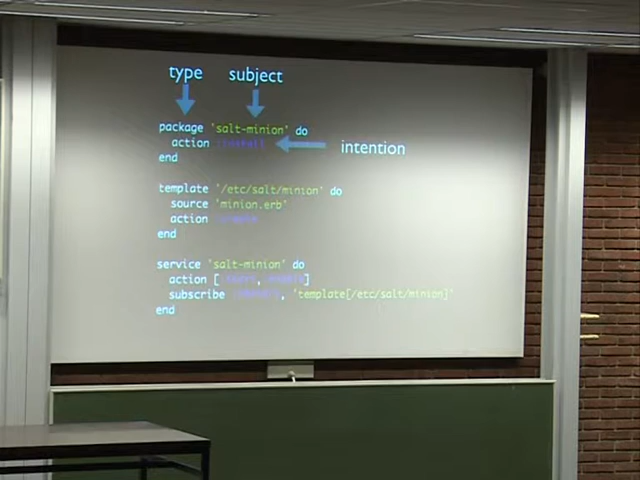 type subject
package 'salt-minion' do
action :install
intention
end
template '/etc/salt/minion' do
source 'minion.erb'
action
end
service 'salt-minion' do
action [
subscribe 'template[/etc/salt/minion]'
end